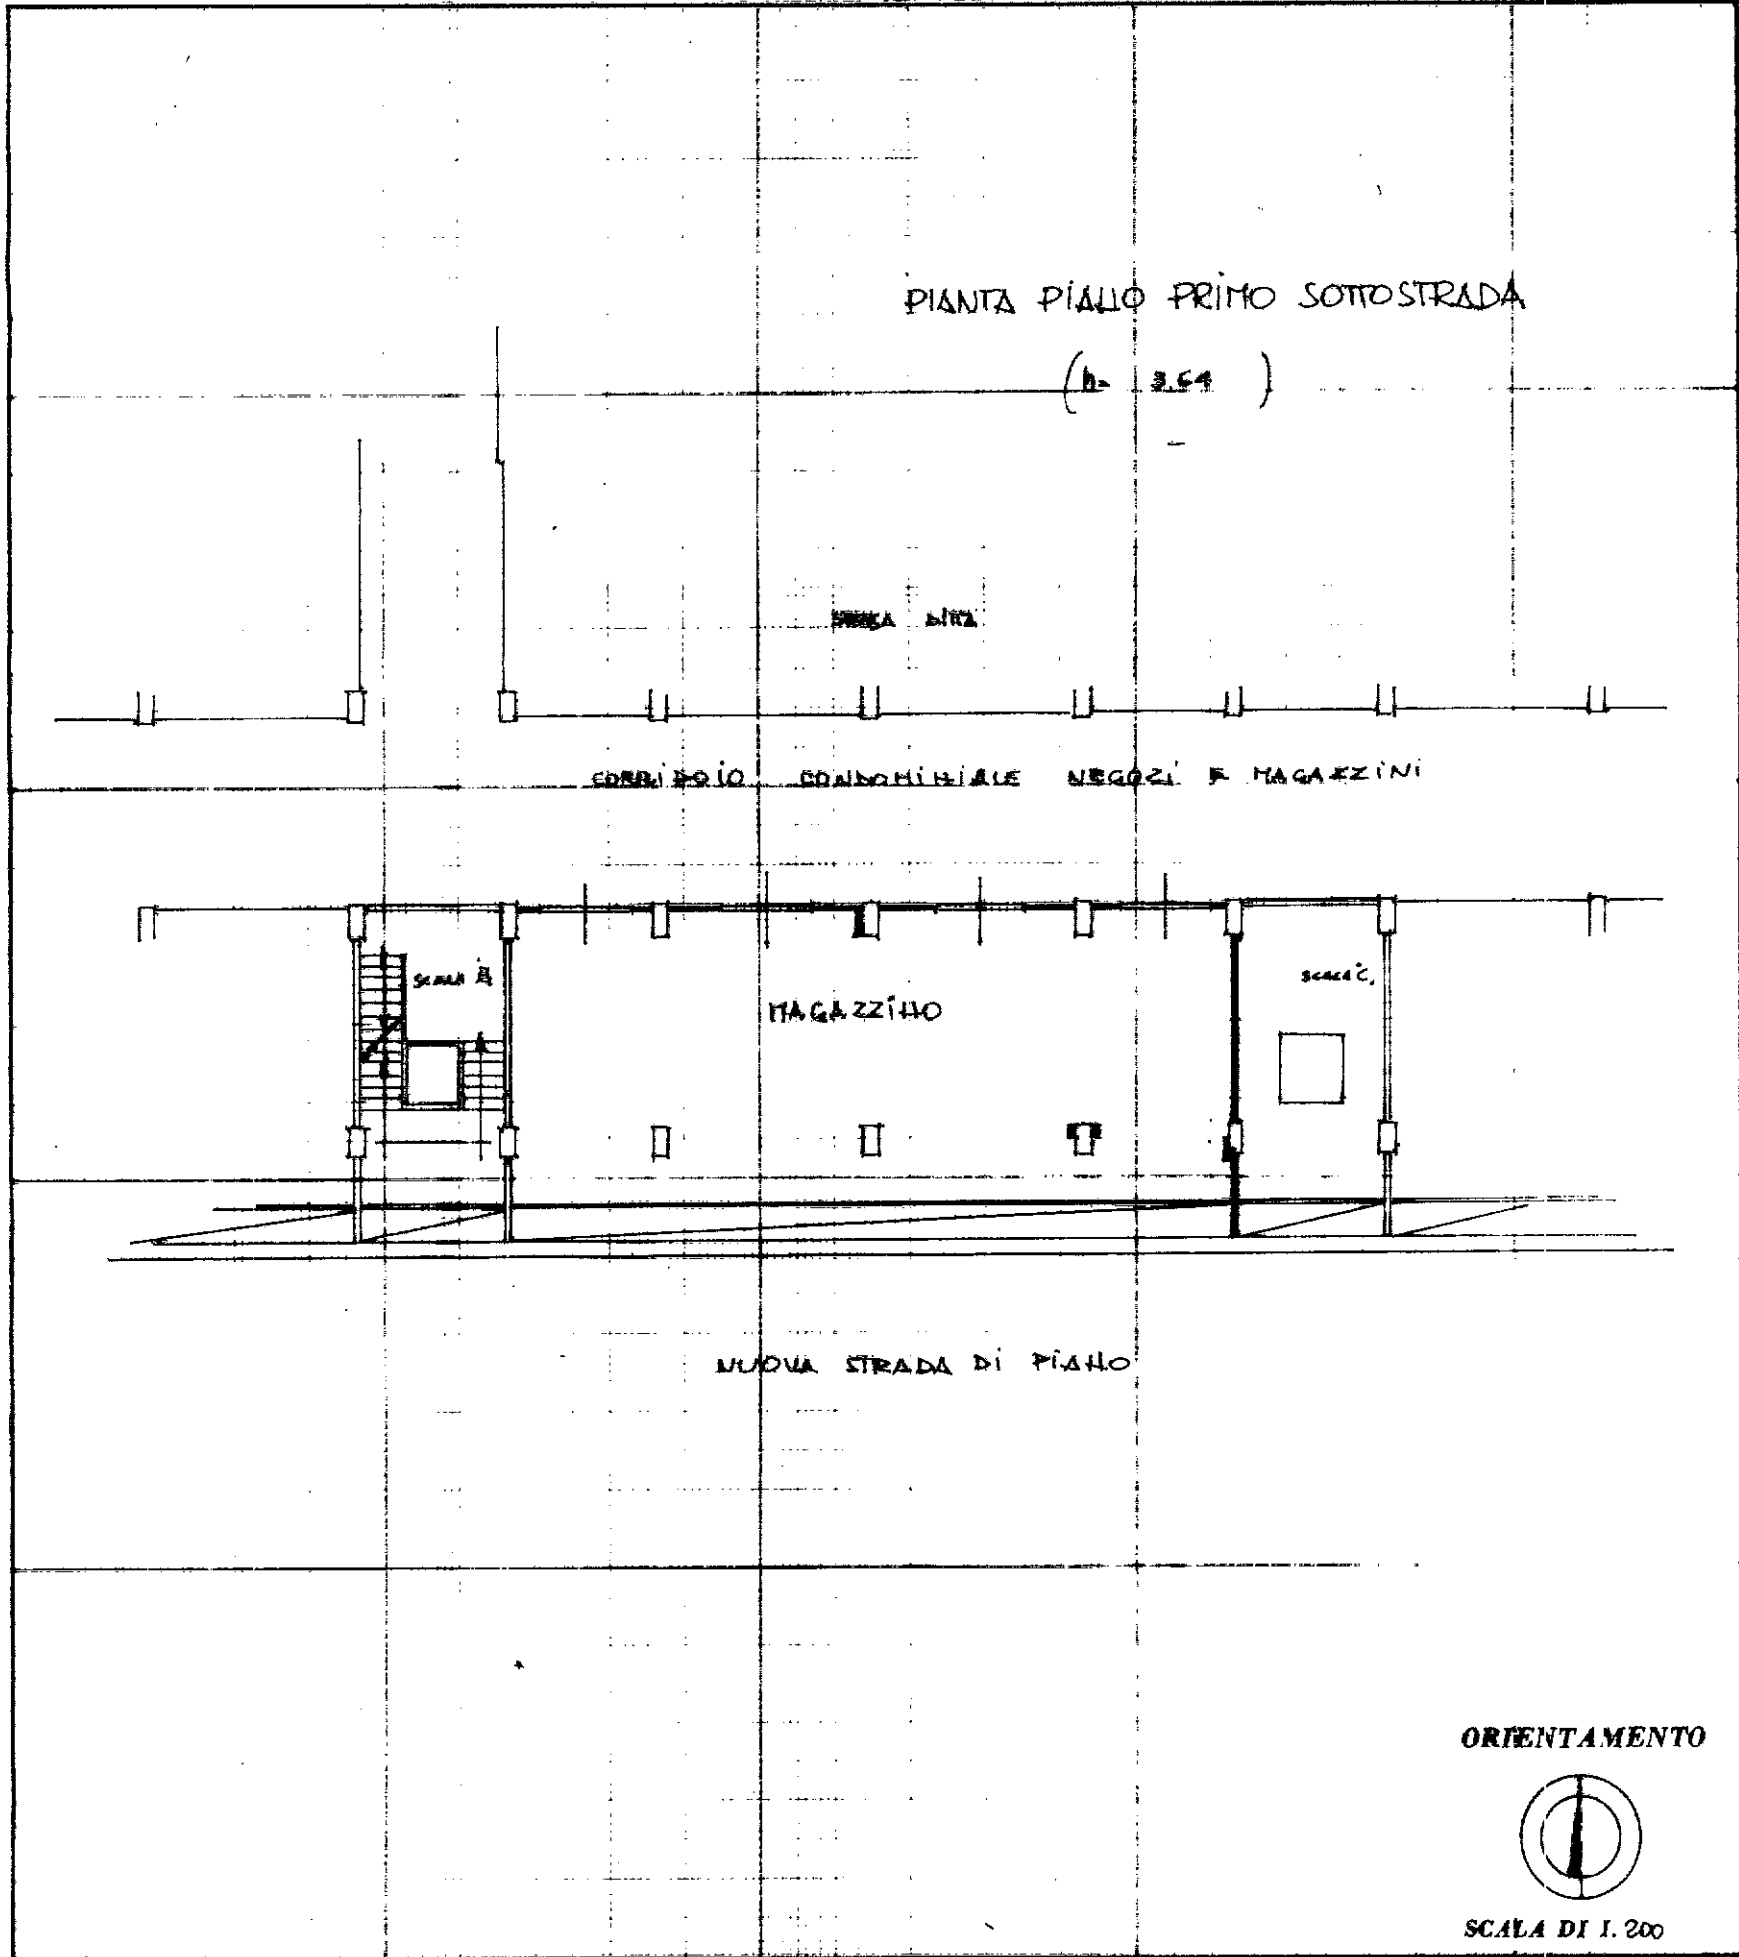 PIANTA PIANO PRIMO SOTTOSTRADA
(h= 3.64 )
DITTA
CORRIDOIO CONDOMINIALE NEGOZI E MAGAZZINI
SCALA
SCALA C.
MAGAZZINO
NUOVA STRADA DI PIANO
ORIENTAMENTO
SCALA DI 1. 200